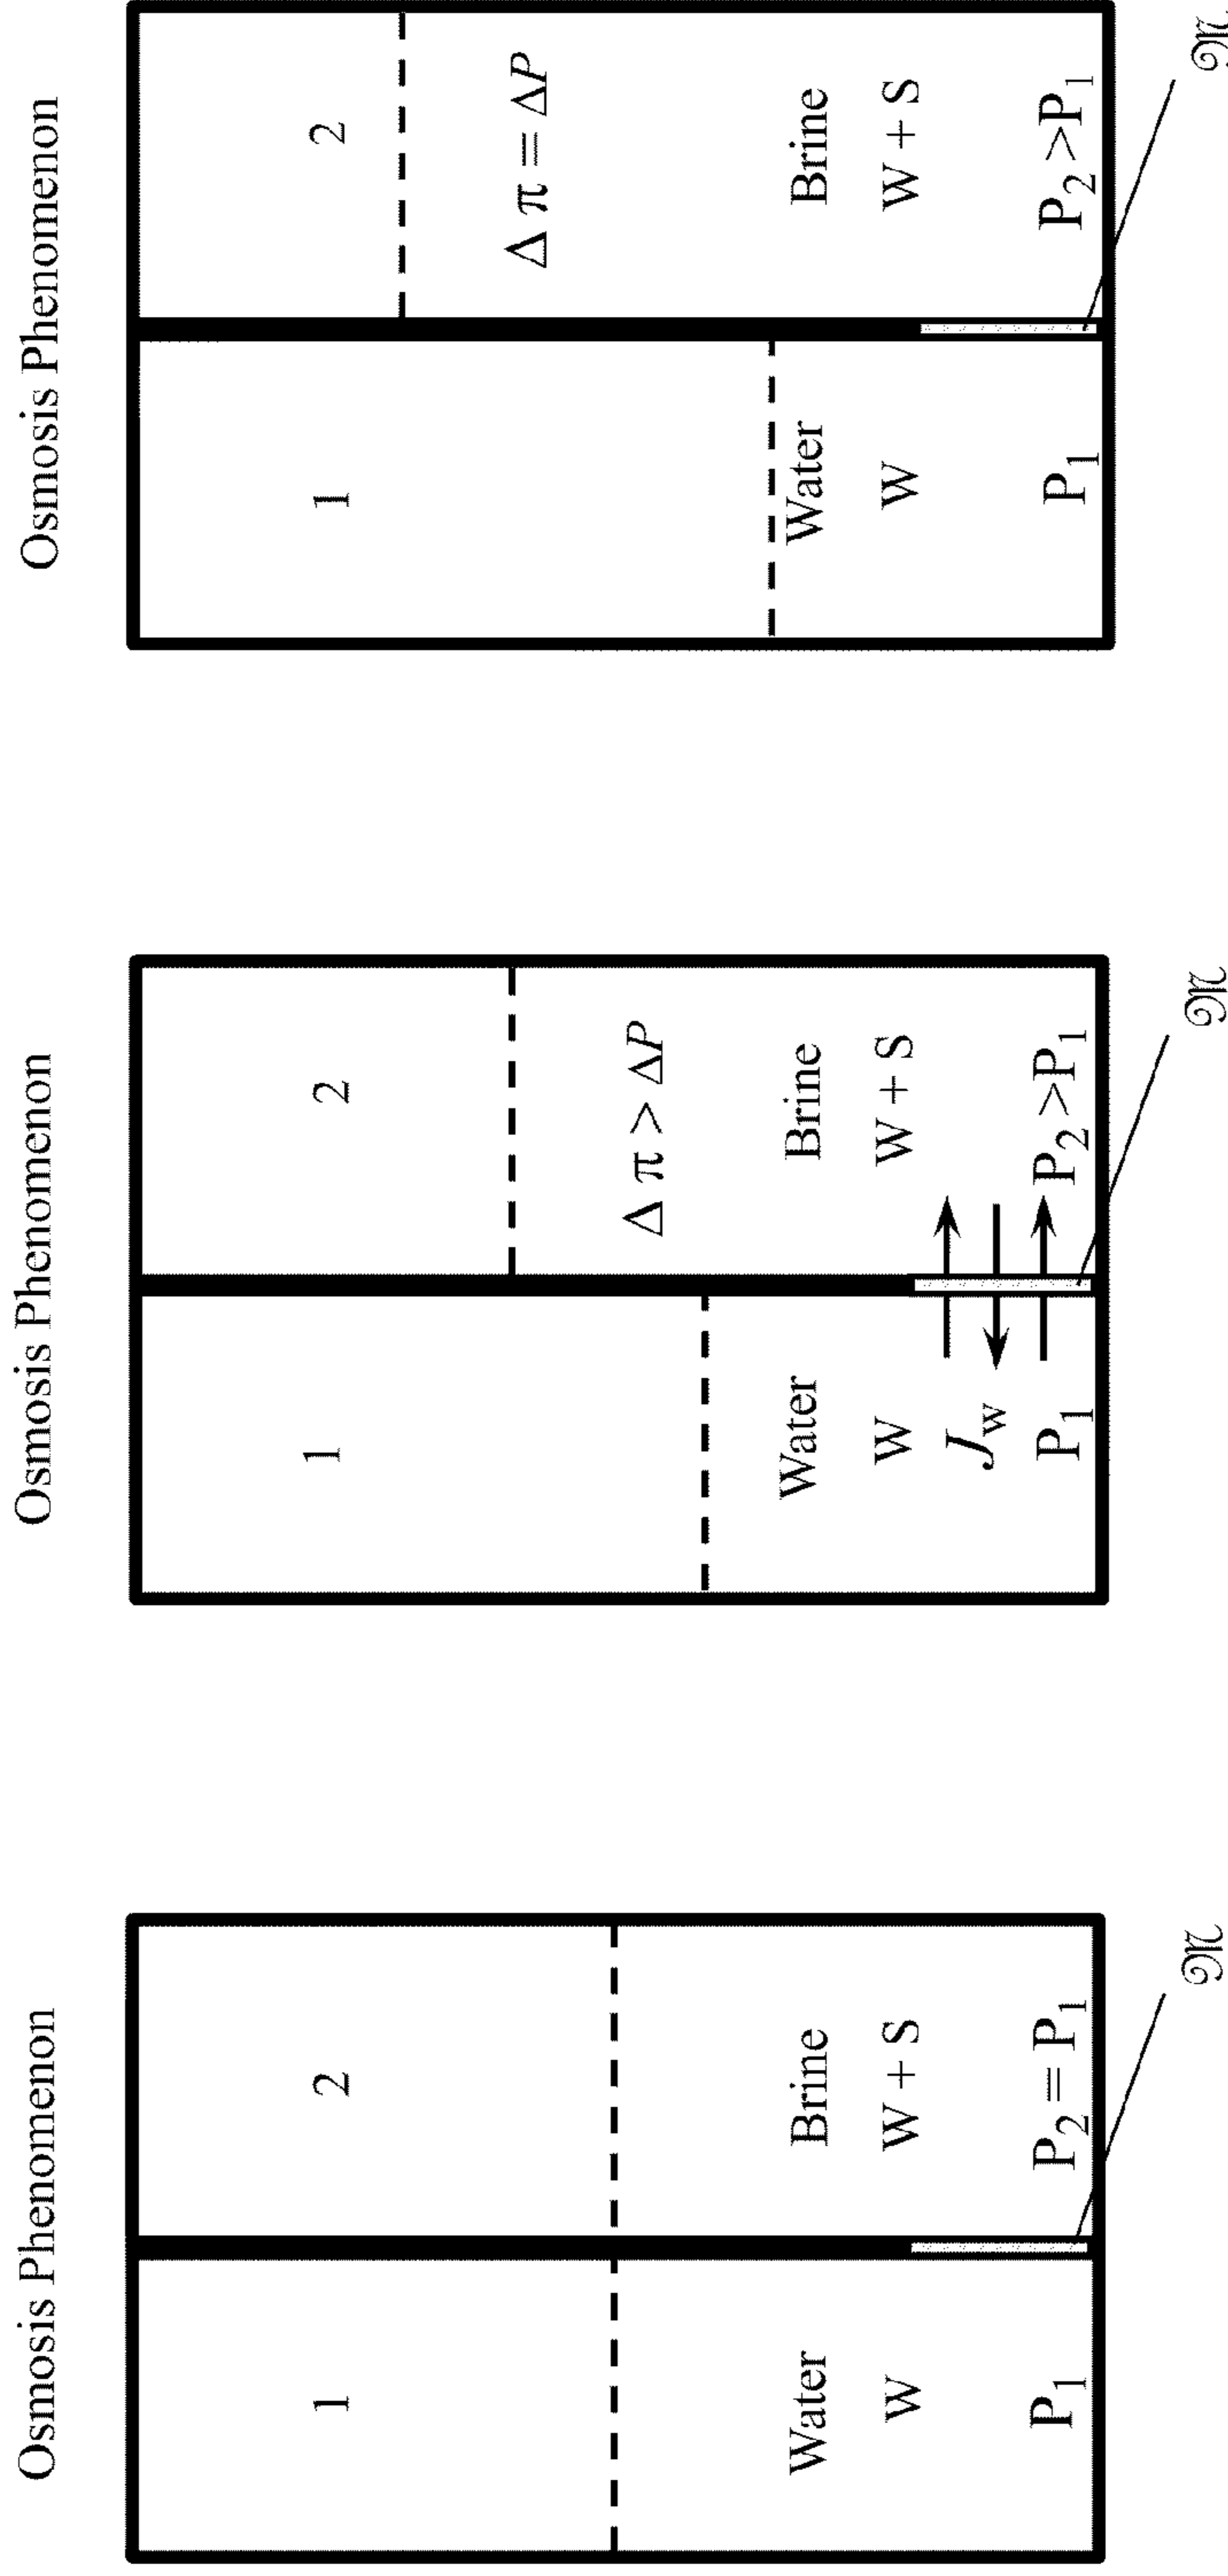 Osmosis Phenomenon
1
2
Water
Brine
W
W + S
P1
P2 = P1
𝔐
Osmosis Phenomenon
1
2
Δ π > ΔP
Water
Brine
W
W + S
Jw
P1
P2 >P1
𝔐
Osmosis Phenomenon
1
2
Δ π = ΔP
Water
Brine
W
W + S
P1
P2 >P1
𝔐